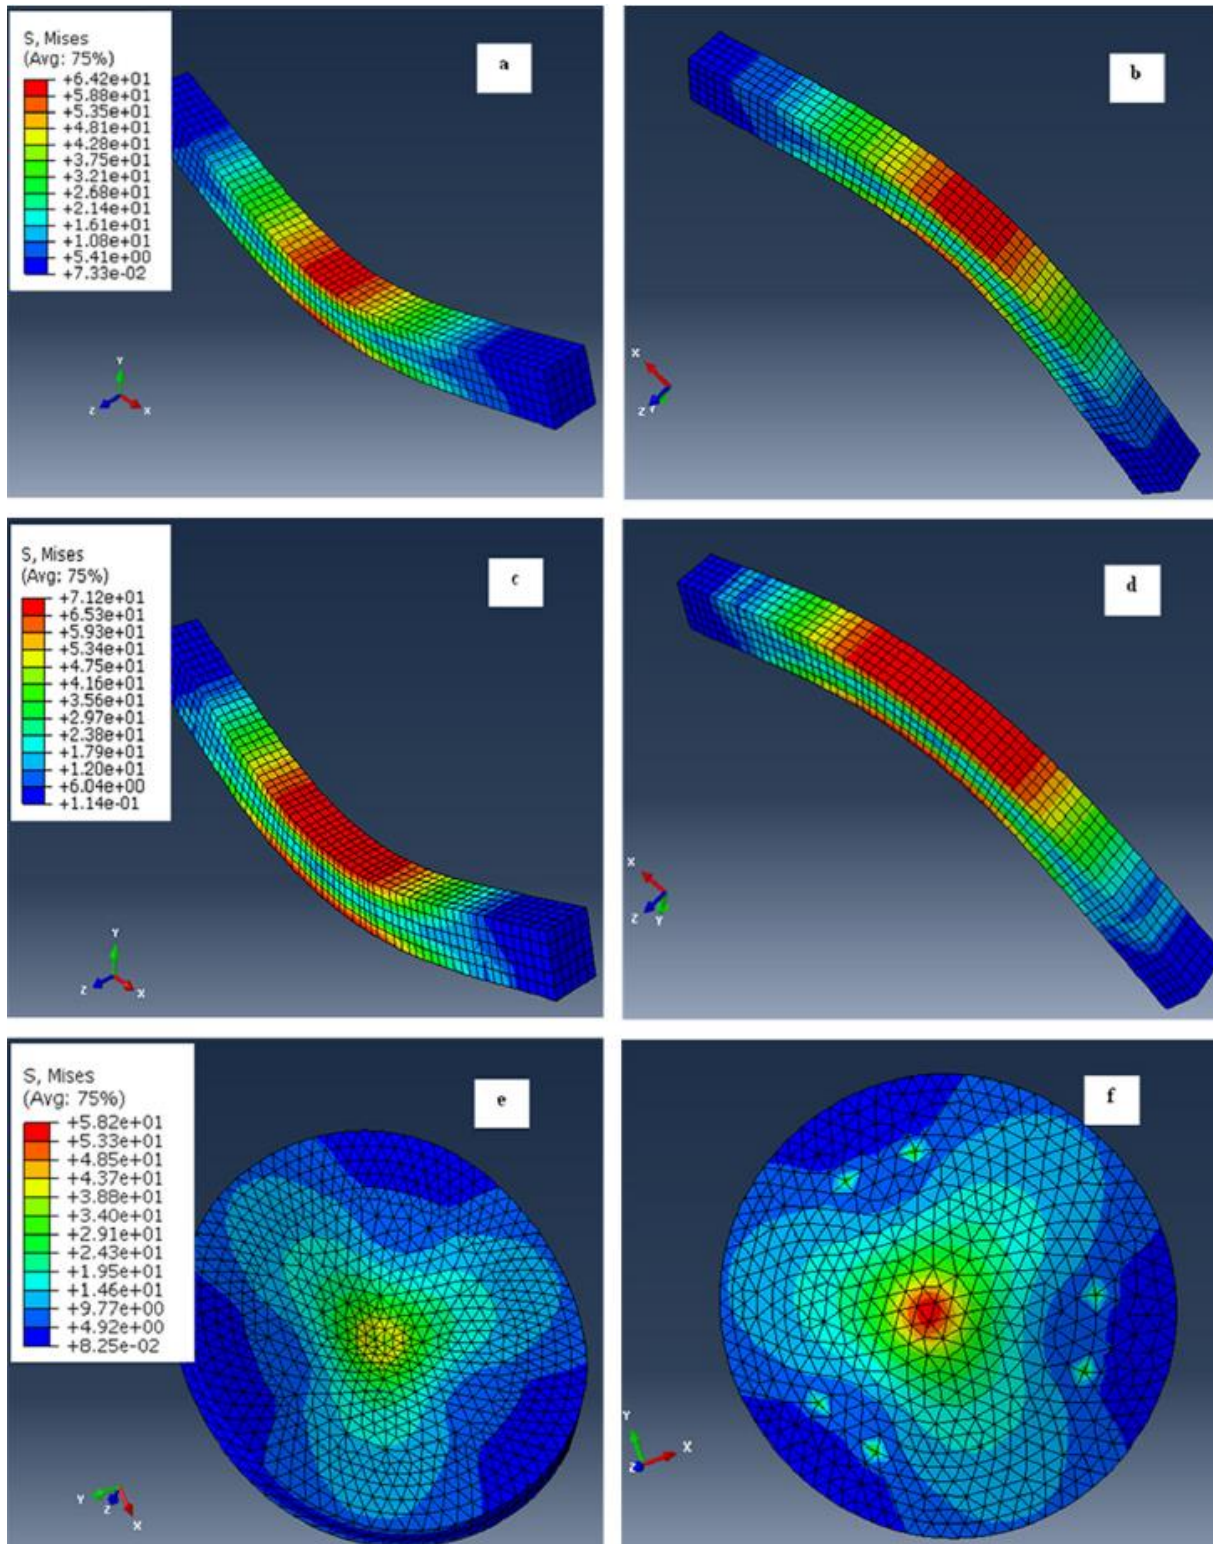 S, Mises
(Avg: 75%)
+6.42e+01
+5.88e+01
+5.35e+01
+4.81e+01
+4.28e+01
+3.75e+01
+3.21e+01
+2.68e+01
+2.14e+01
+1.61e+01
+1.08e+01
+5.41e+00
+7.33e-02
a
Y
Z
X
b
X
Z
Y
S, Mises
(Avg: 75%)
+7.12e+01
+6.53e+01
+5.93e+01
+5.34e+01
+4.75e+01
+4.16e+01
+3.56e+01
+2.97e+01
+2.38e+01
+1.79e+01
+1.20e+01
+6.04e+00
+1.14e-01
c
Y
Z
X
d
X
Z
Y
S, Mises
(Avg: 75%)
+5.82e+01
+5.33e+01
+4.85e+01
+4.37e+01
+3.88e+01
+3.40e+01
+2.91e+01
+2.43e+01
+1.95e+01
+1.46e+01
+9.77e+00
+4.92e+00
+8.25e-02
e
Y
Z
X
f
Y
X
Z